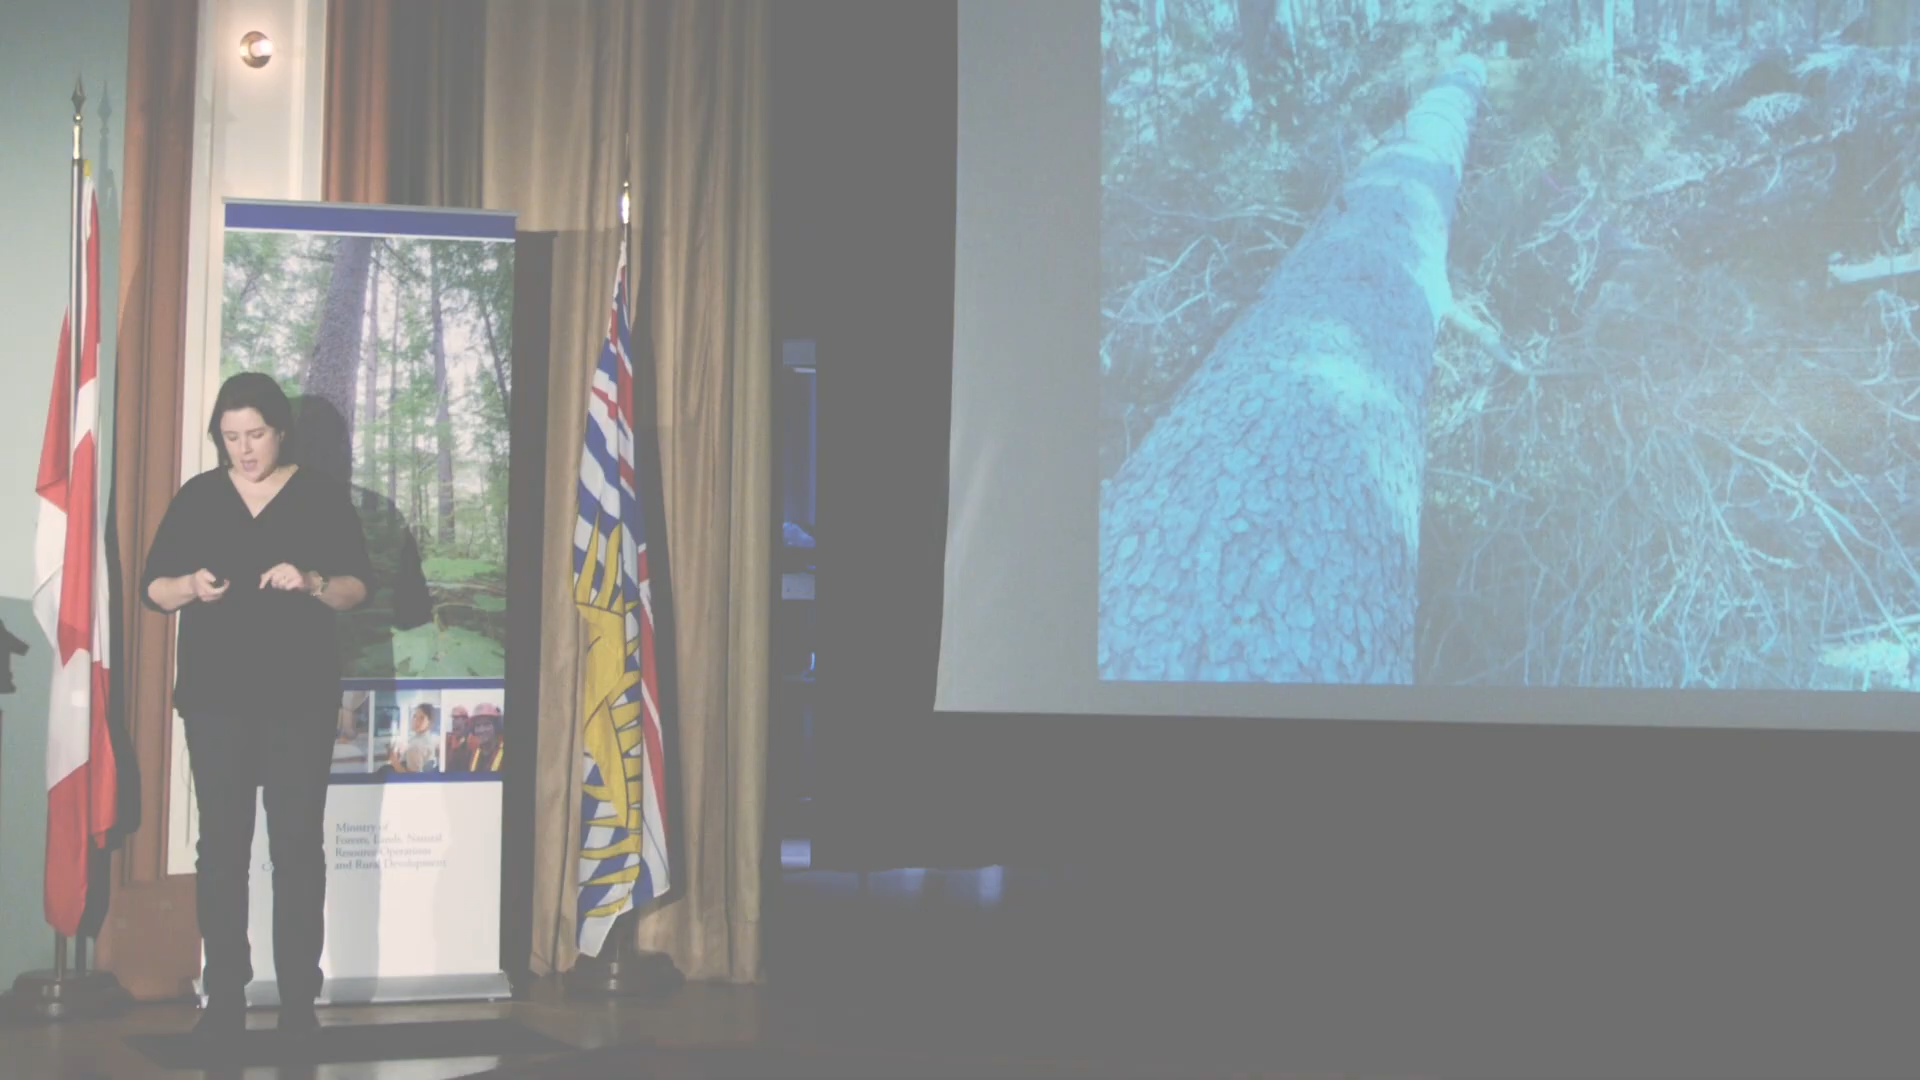 Ministry of
Forests, Lands, Natural
Resource Operations
and Rural Development